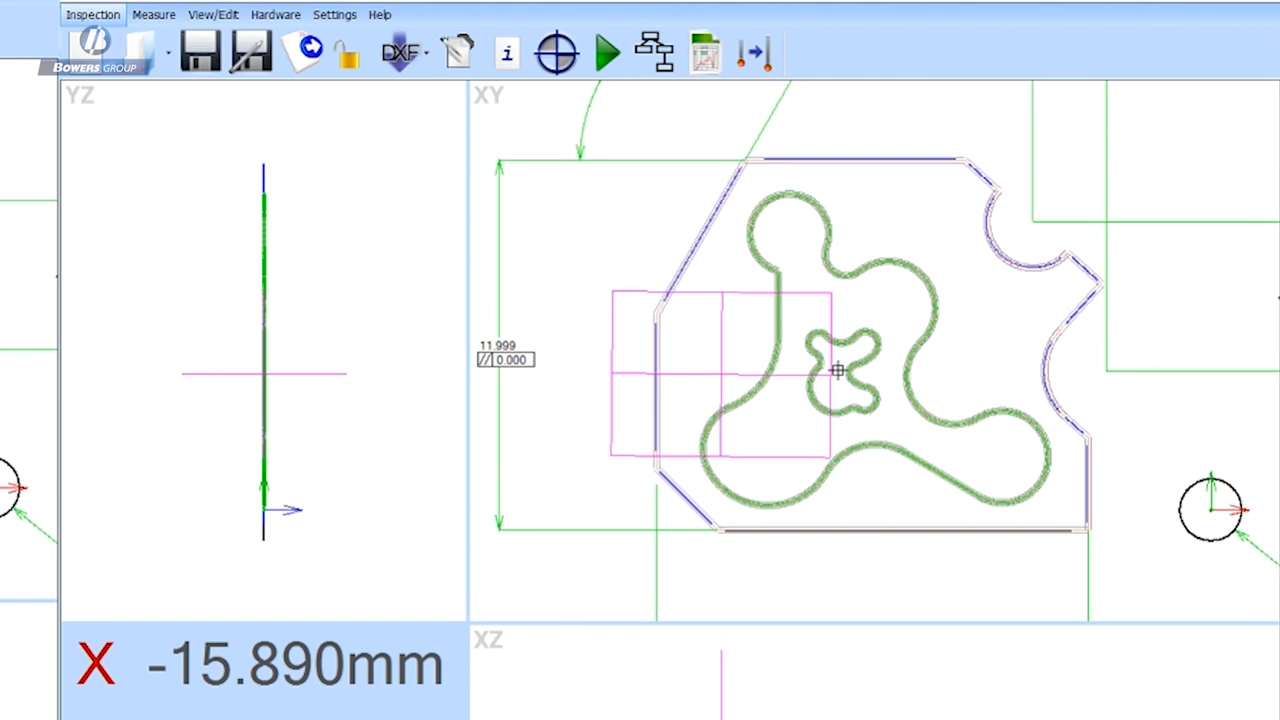 Inspection Measure View/Edit Hardware Settings Help
DXF
i
BOWERS GROUP
YZ
XY
11.999
// 0.000
X -15.890mm
XZ